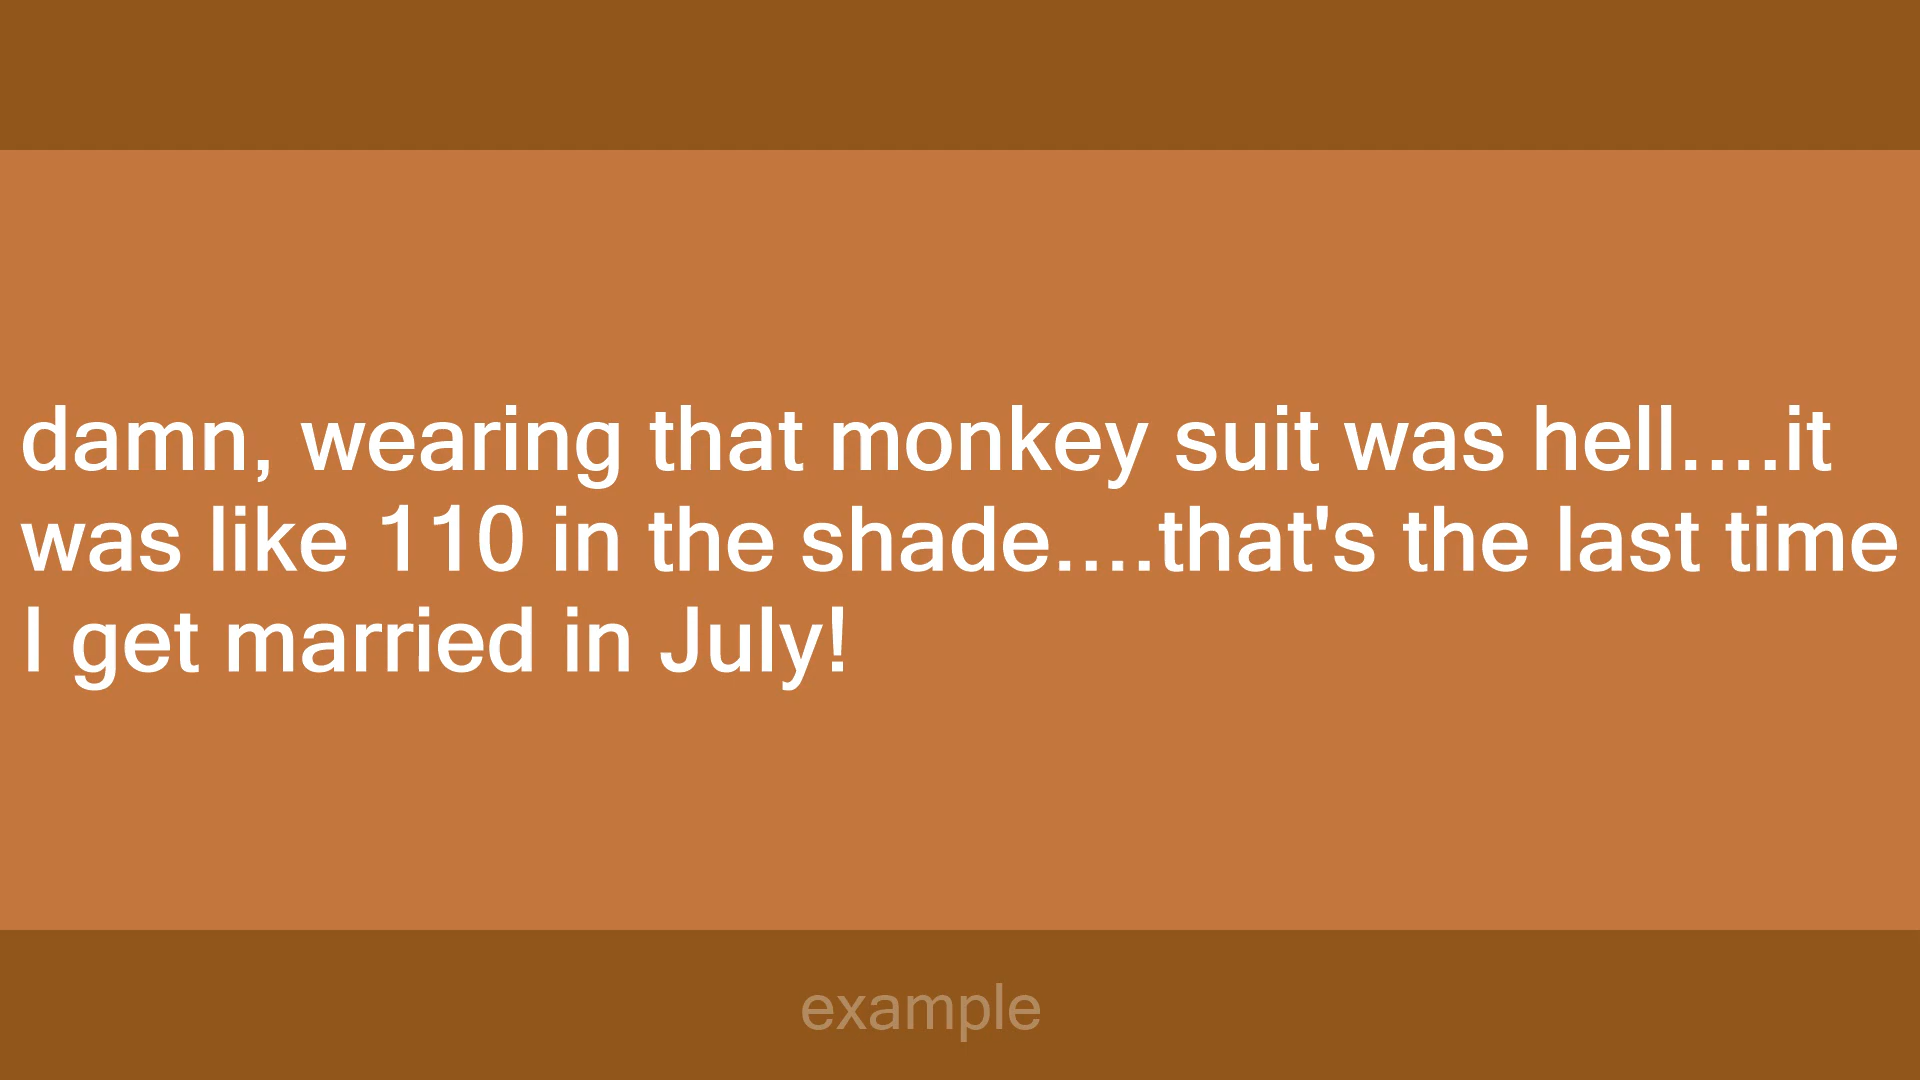 damn, wearing that monkey suit was hell....it
was like 110 in the shade....that's the last time
I get married in July!
example